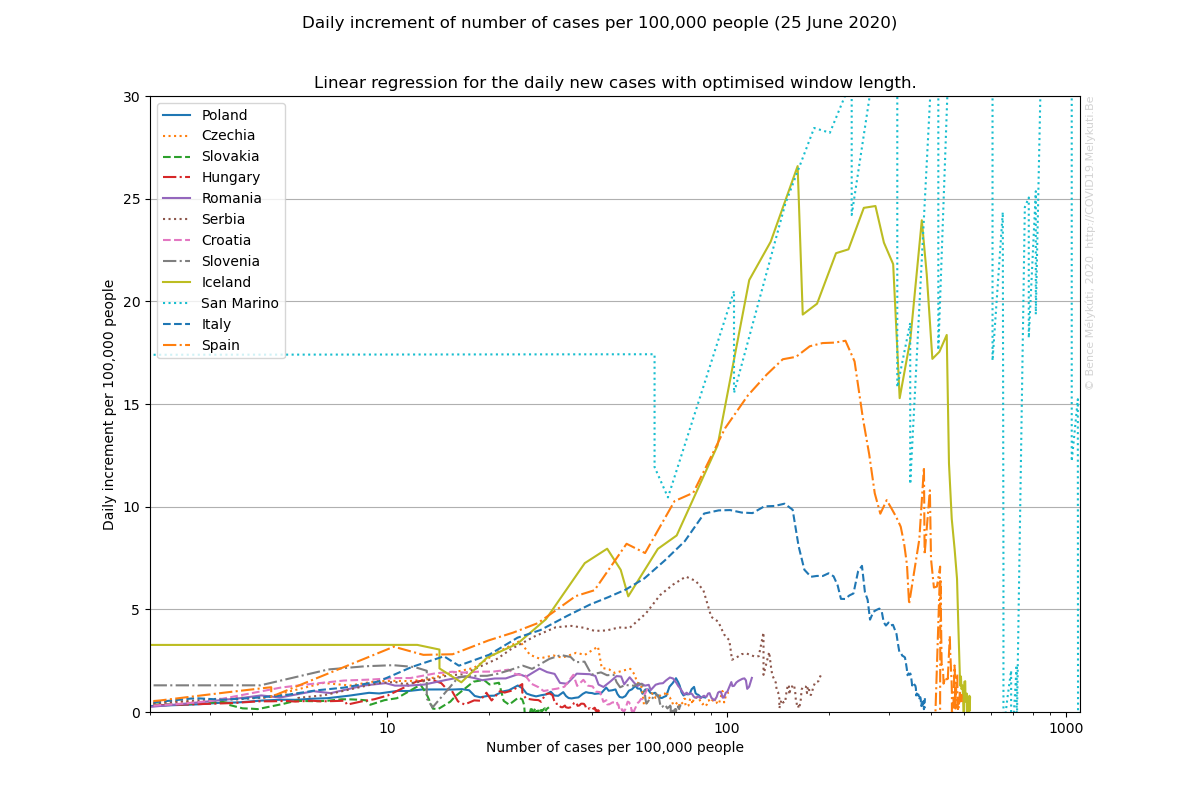 Daily increment of number of cases per 100,000 people (25 June 2020)
Linear regression for the daily new cases with optimised window length.
30
25
20
15
10
5
0
Daily increment per 100,000 people
Poland
Czechia
Slovakia
Hungary
Romania
Serbia
Croatia
Slovenia
Iceland
San Marino
Italy
Spain
10
100
1000
Number of cases per 100,000 people
© Bence Mélykúti, 2020 http://COVID19.Melykuti.Be